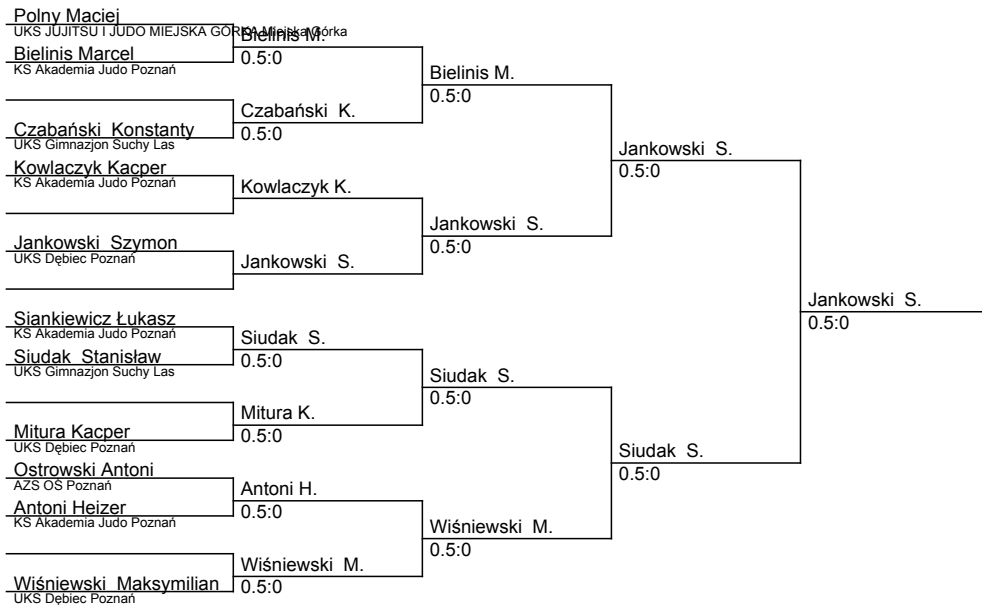 Polny Maciej
UKS JUJITSU I JUDO MIEJSKA GÓRKA Miejska Górka
Bielinis M.
Bielinis Marcel
0.5:0
KS Akademia Judo Poznań
Bielinis M.
0.5:0
Czabański K.
Czabański Konstanty
0.5:0
UKS Gimnazjon Suchy Las
Jankowski S.
0.5:0
Kowlaczyk Kacper
KS Akademia Judo Poznań
Kowlaczyk K.
Jankowski S.
0.5:0
Jankowski Szymon
UKS Dębiec Poznań
Jankowski S.
Jankowski S.
0.5:0
Siankiewicz Łukasz
KS Akademia Judo Poznań
Siudak S.
0.5:0
Siudak Stanisław
UKS Gimnazjon Suchy Las
Siudak S.
0.5:0
Mitura K.
Mitura Kacper
0.5:0
UKS Dębiec Poznań
Siudak S.
0.5:0
Ostrowski Antoni
AZS OŚ Poznań
Antoni H.
Antoni Heizer
0.5:0
KS Akademia Judo Poznań
Wiśniewski M.
0.5:0
Wiśniewski M.
Wiśniewski Maksymilian
0.5:0
UKS Dębiec Poznań